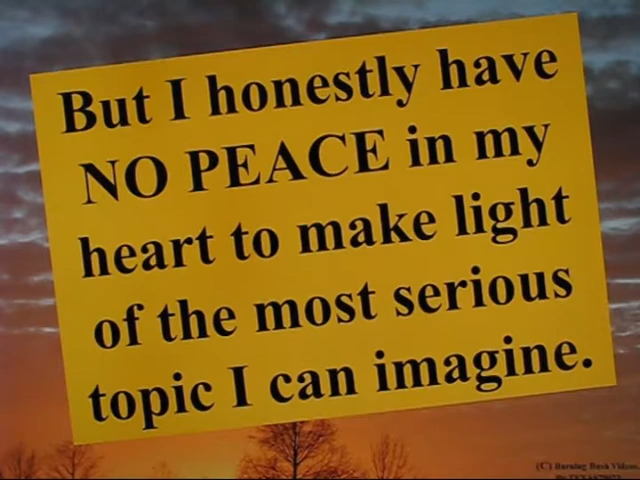 But I honestly have
NO PEACE in my
heart to make light
of the most serious
topic I can imagine.
(C) Burning Bush Videos